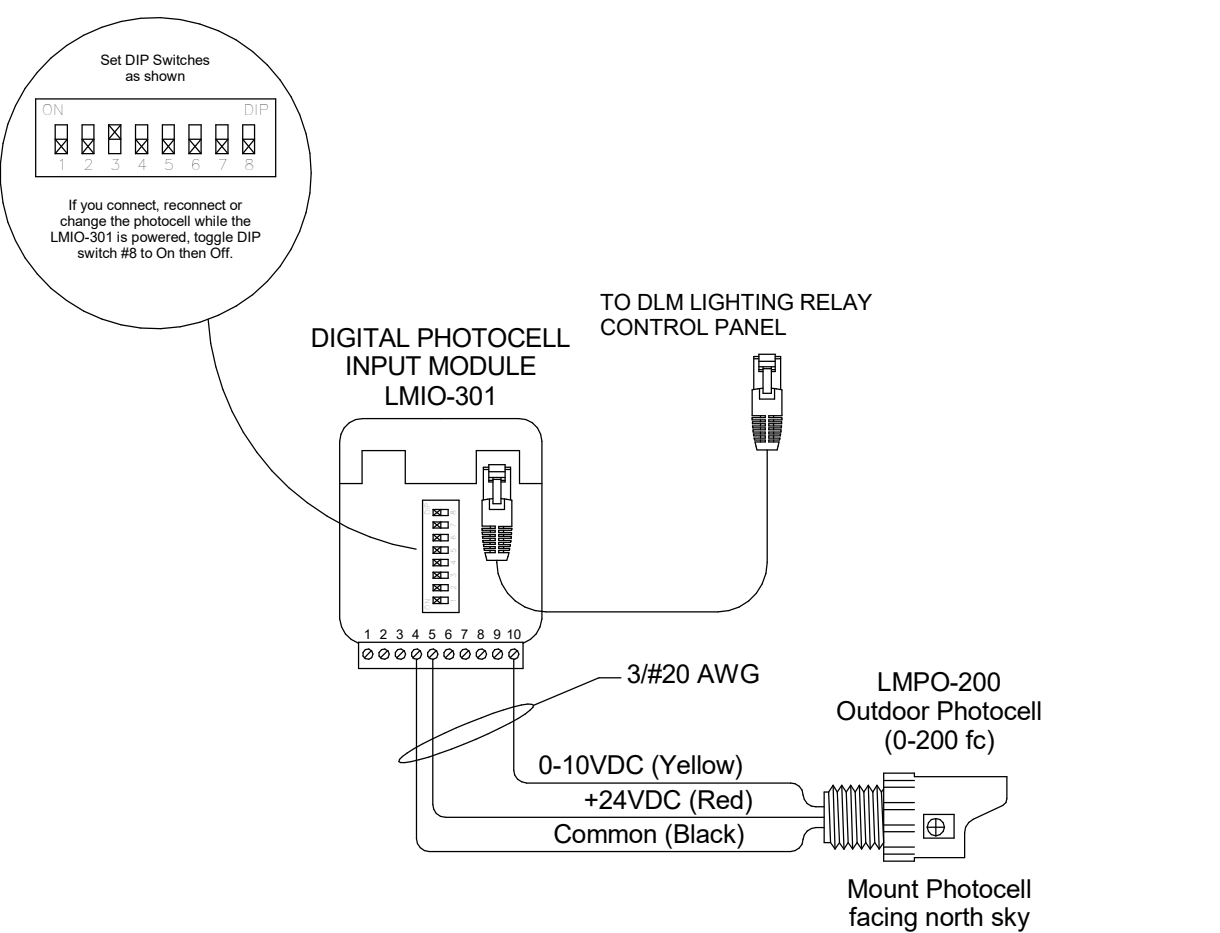 Set DIP Switches
as shown
ON DIP
1 2 3 4 5 6 7 8
If you connect, reconnect or
change the photocell while the
LMIO-301 is powered, toggle DIP
switch #8 to On then Off.
TO DLM LIGHTING RELAY
CONTROL PANEL
DIGITAL PHOTOCELL
INPUT MODULE
LMIO-301
1 2 3 4 5 6 7 8 9 10
3/#20 AWG
LMPO-200
Outdoor Photocell
(0-200 fc)
0-10VDC (Yellow)
+24VDC (Red)
Common (Black)
Mount Photocell
facing north sky